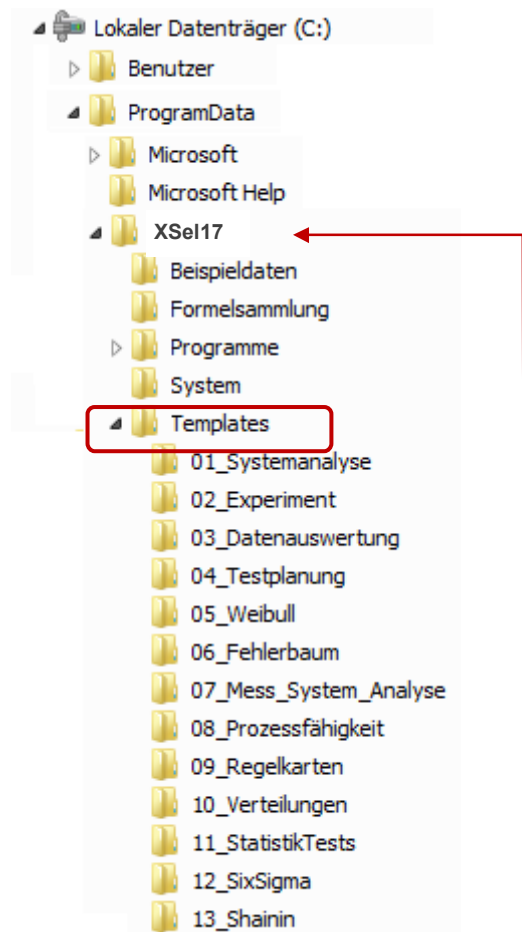 Lokaler Datenträger (C:)
Benutzer
ProgramData
Microsoft
Microsoft Help
XSel17
Beispieldaten
Formelsammlung
Programme
System
Templates
01_Systemanalyse
02_Experiment
03_Datenauswertung
04_Testplanung
05_Weibull
06_Fehlerbaum
07_Mess_System_Analyse
08_Prozessfähigkeit
09_Regelkarten
10_Verteilungen
11_StatistikTests
12_SixSigma
13_Shainin